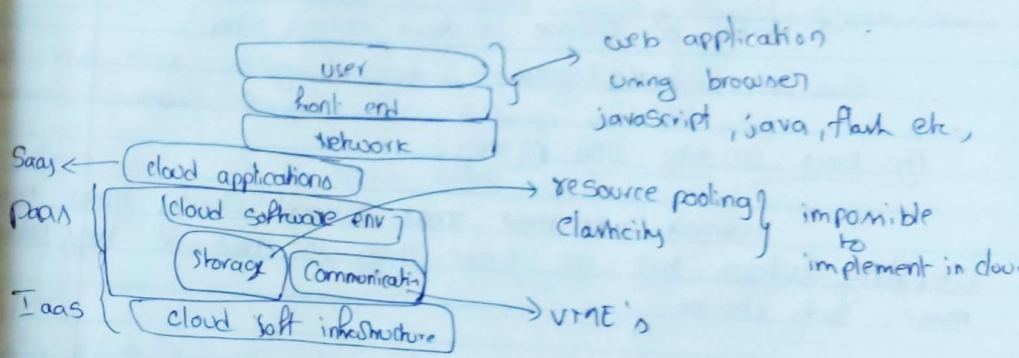 user
front end
Network
web application
using browser
javascript, java, flash etc,
Saas
cloud applications
Paas
cloud software env
storage
Communication
Iaas
cloud soft infrastructure
resource pooling
elasticity
impossible
to
implement in clou
VME's